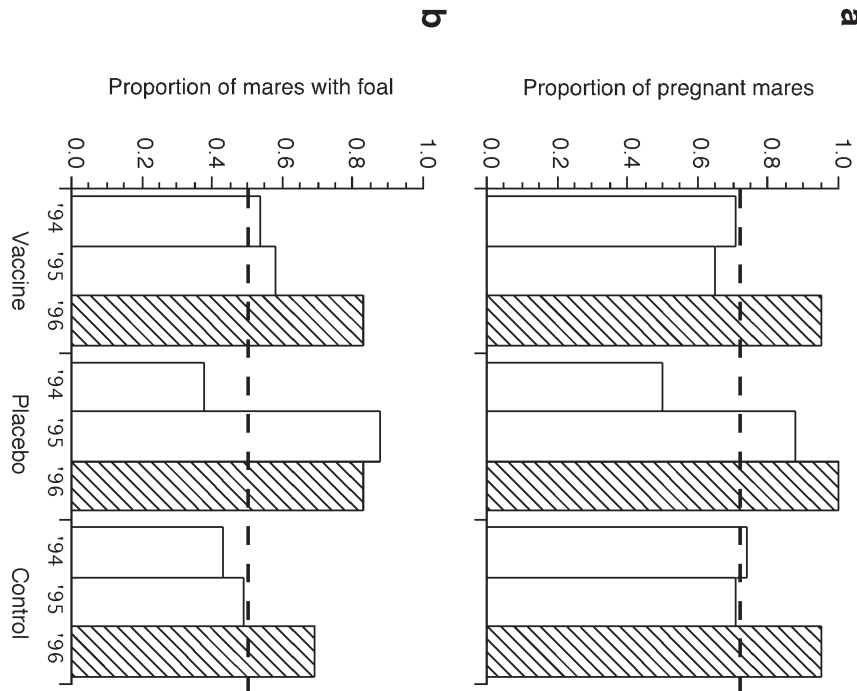 a
Proportion of pregnant mares
0.0 0.2 0.4 0.6 0.8 1.0
b
Proportion of mares with foal
0.0 0.2 0.4 0.6 0.8 1.0
'94 '95 '96 '94 '95 '96 '94 '95 '96
Vaccine Placebo Control